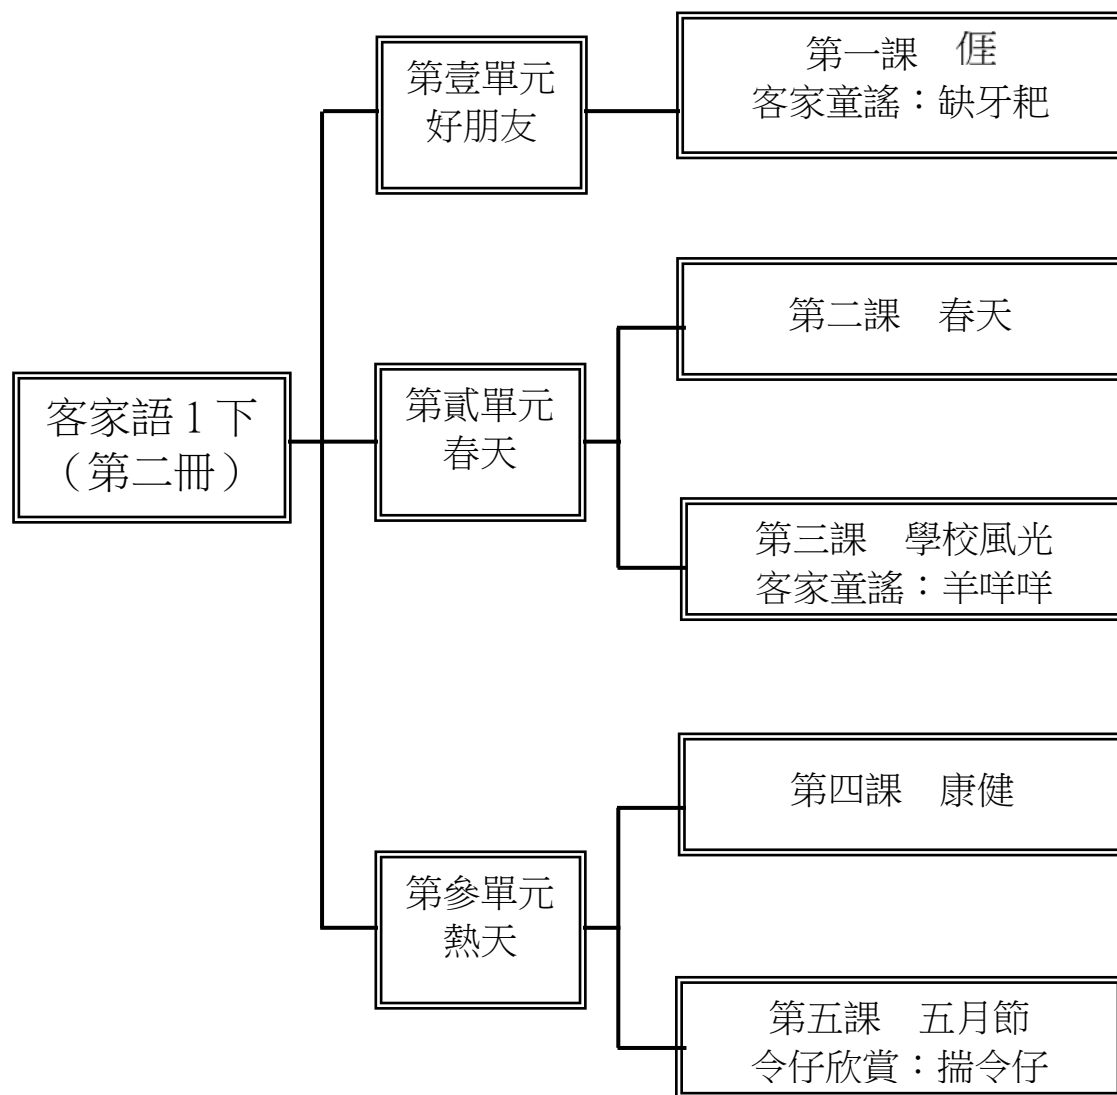 客家語 1 下
（第二冊）
第壹單元
好朋友
第一課　𠊎
客家童謠：缺牙耙
第貳單元
春天
第二課　春天
第三課　學校風光
客家童謠：羊咩咩
第參單元
熱天
第四課　康健
第五課　五月節
令仔欣賞：揣令仔